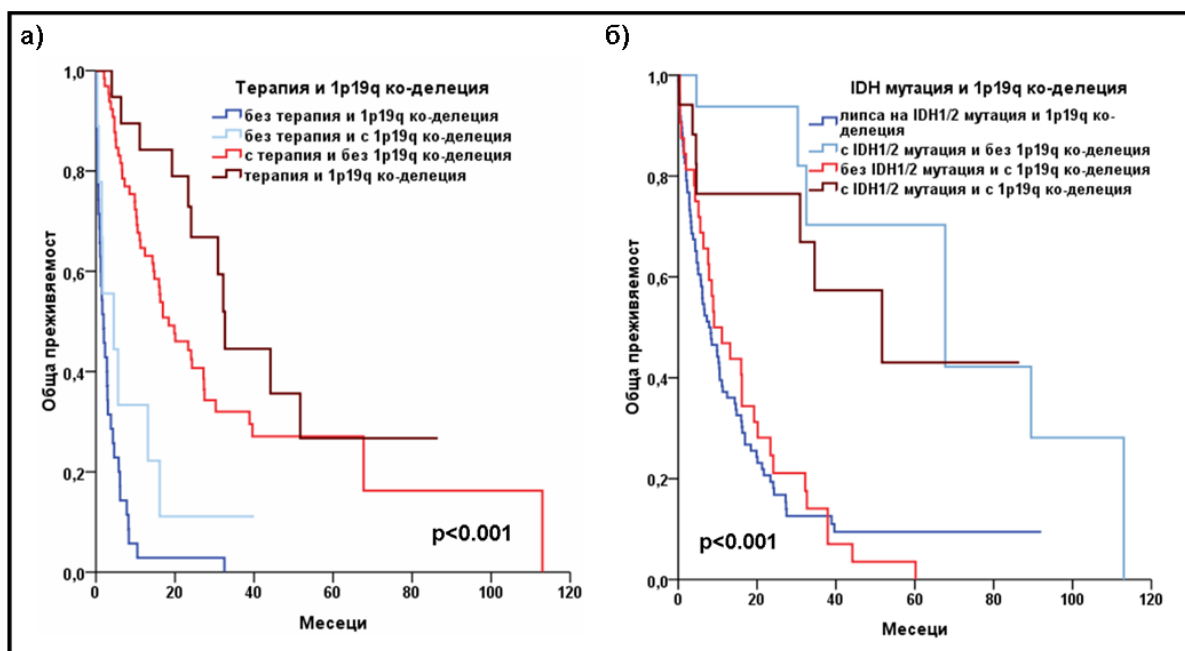 а)
Терапия и 1p19q ко-делеция
без терапия и 1p19q ко-делеция
без терапия и с 1p19q ко-делеция
с терапия и без 1p19q ко-делеция
терапия и 1p19q ко-делеция
Обща преживяемост
1,0
0,8
0,6
0,4
0,2
0,0
p<0.001
0 20 40 60 80 100 120
Месеци
б)
IDH мутация и 1p19q ко-делеция
липса на IDH1/2 мутация и 1p19q ко-
делеция
с IDH1/2 мутация и без 1p19q ко-делеция
без IDH1/2 мутация и с 1p19q ко-делеция
с IDH1/2 мутация и с 1p19q ко-делеция
Обща преживяемост
1,0
0,8
0,6
0,4
0,2
0,0
p<0.001
0 20 40 60 80 100 120
Месеци